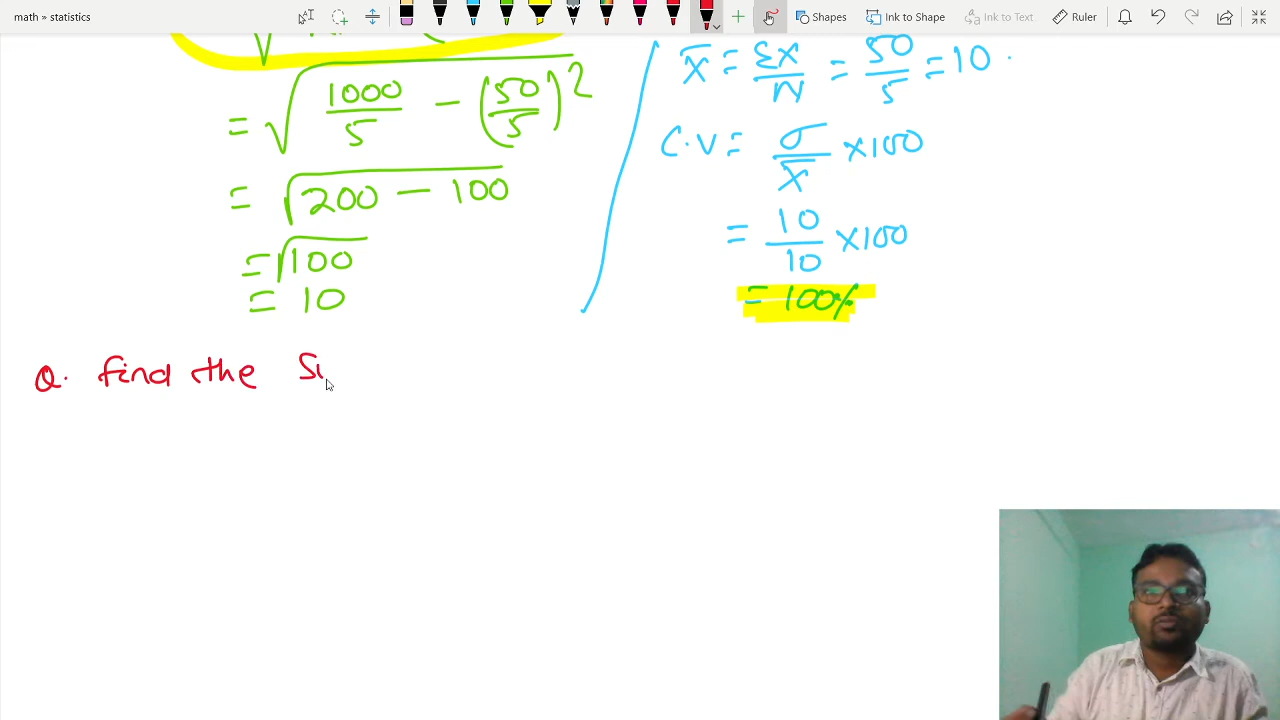 math » statistics
Shapes
Ink to Shape
Ink to Text
Ruler
= √(1000/5 − (50/5)²)
= √(200 − 100)
= √100
= 10
x̄ = Σx/N = 50/5 = 10.
C.V = σ/x̄ ×100
= 10/10 ×100
= 100%
Q. find the